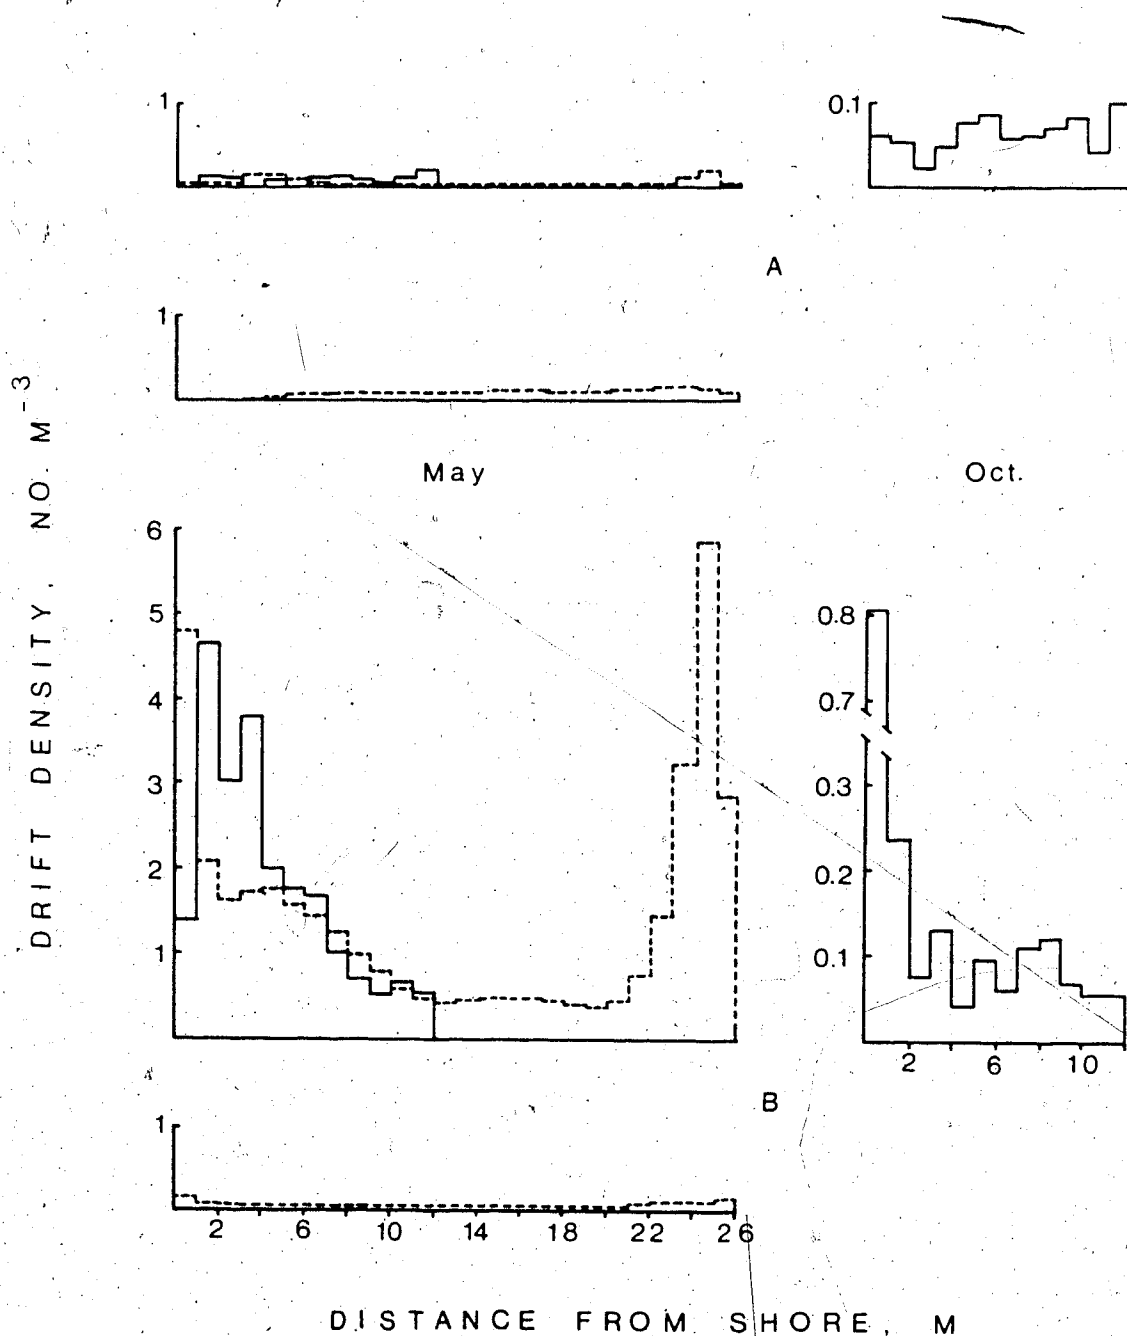 1
0.1
A
1
May
Oct.
DRIFT DENSITY, NO. M⁻³
6
5
4
3
2
1
0.8
0.7
0.3
0.2
0.1
2 6 10
B
1
2 6 10 14 18 22 26
DISTANCE FROM SHORE, M